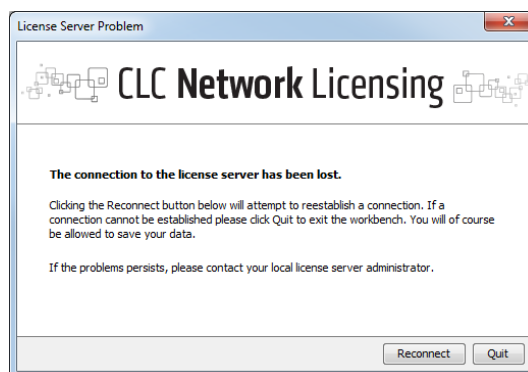 License Server Problem
CLC Network Licensing
The connection to the license server has been lost.
Clicking the Reconnect button below will attempt to reestablish a connection. If a
connection cannot be established please click Quit to exit the workbench. You will of course
be allowed to save your data.
If the problems persists, please contact your local license server administrator.
Reconnect Quit